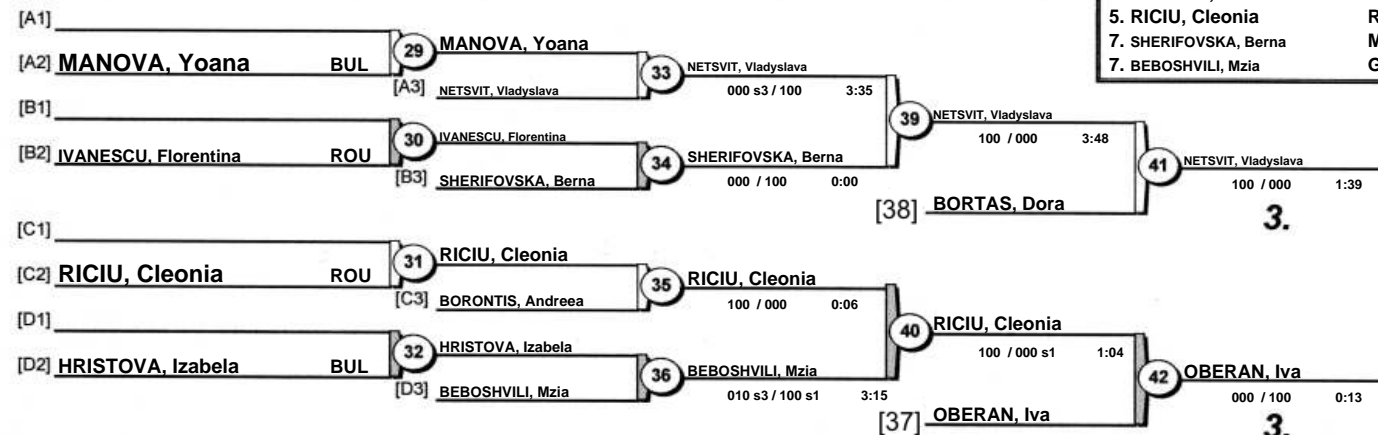 5. RICIU, Cleonia R
7. SHERIFOVSKA, Berna M
7. BEBOSHVILI, Mzia G
[A1]
[A2] MANOVA, Yoana BUL
29
MANOVA, Yoana
[A3] NETSVIT, Vladyslava
33
NETSVIT, Vladyslava
000 s3 / 100 3:35
[B1]
[B2] IVANESCU, Florentina ROU
30
IVANESCU, Florentina
[B3] SHERIFOVSKA, Berna
34
SHERIFOVSKA, Berna
000 / 100 0:00
39
NETSVIT, Vladyslava
100 / 000 3:48
[38] BORTAS, Dora
41
NETSVIT, Vladyslava
100 / 000 1:39
3.
[C1]
[C2] RICIU, Cleonia ROU
31
RICIU, Cleonia
[C3] BORONTIS, Andreea
35
RICIU, Cleonia
100 / 000 0:06
[D1]
[D2] HRISTOVA, Izabela BUL
32
HRISTOVA, Izabela
[D3] BEBOSHVILI, Mzia
36
BEBOSHVILI, Mzia
010 s3 / 100 s1 3:15
40
RICIU, Cleonia
100 / 000 s1 1:04
[37] OBERAN, Iva
42
OBERAN, Iva
000 / 100 0:13
3.